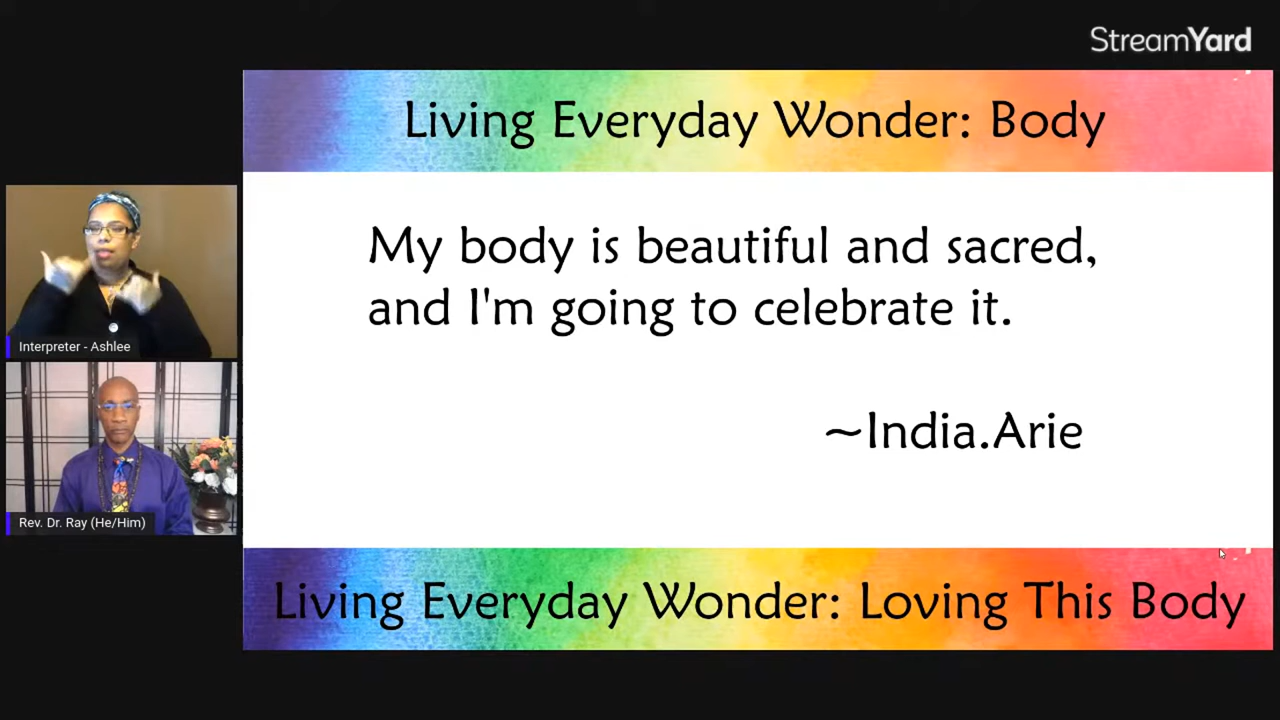 StreamYard
Living Everyday Wonder: Body
My body is beautiful and sacred,
and I'm going to celebrate it.
~India.Arie
Interpreter - Ashlee
Rev. Dr. Ray (He/Him)
Living Everyday Wonder: Loving This Body